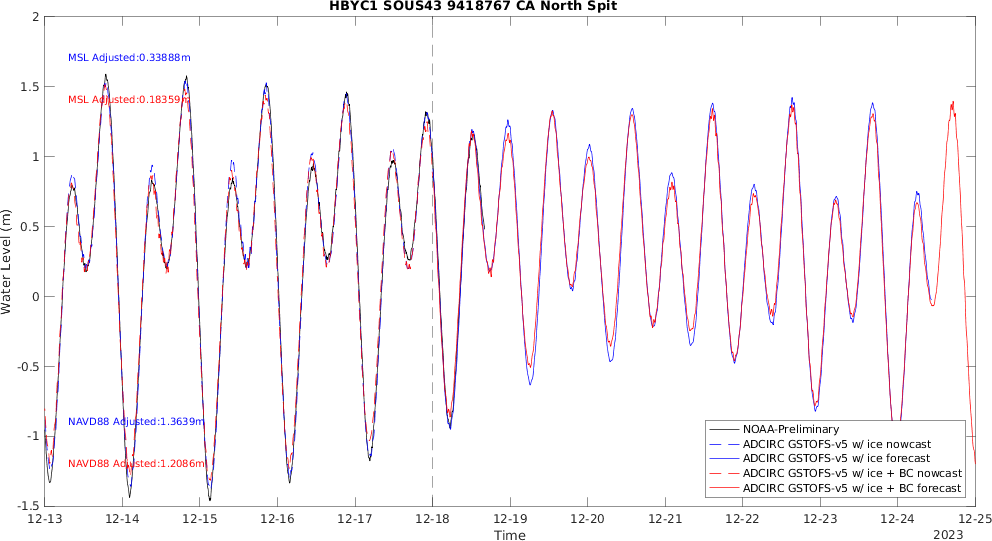 HBYC1 SOUS43 9418767 CA North Spit
2
1.5
1
0.5
0
-0.5
-1
-1.5
Water Level (m)
MSL Adjusted:0.33888m
MSL Adjusted:0.18359m
NAVD88 Adjusted:1.3639m
NAVD88 Adjusted:1.2086m
NOAA-Preliminary
ADCIRC GSTOFS-v5 w/ ice nowcast
ADCIRC GSTOFS-v5 w/ ice forecast
ADCIRC GSTOFS-v5 w/ ice + BC nowcast
ADCIRC GSTOFS-v5 w/ ice + BC forecast
12-13 12-14 12-15 12-16 12-17 12-18 12-19 12-20 12-21 12-22 12-23 12-24 12-25
Time
2023